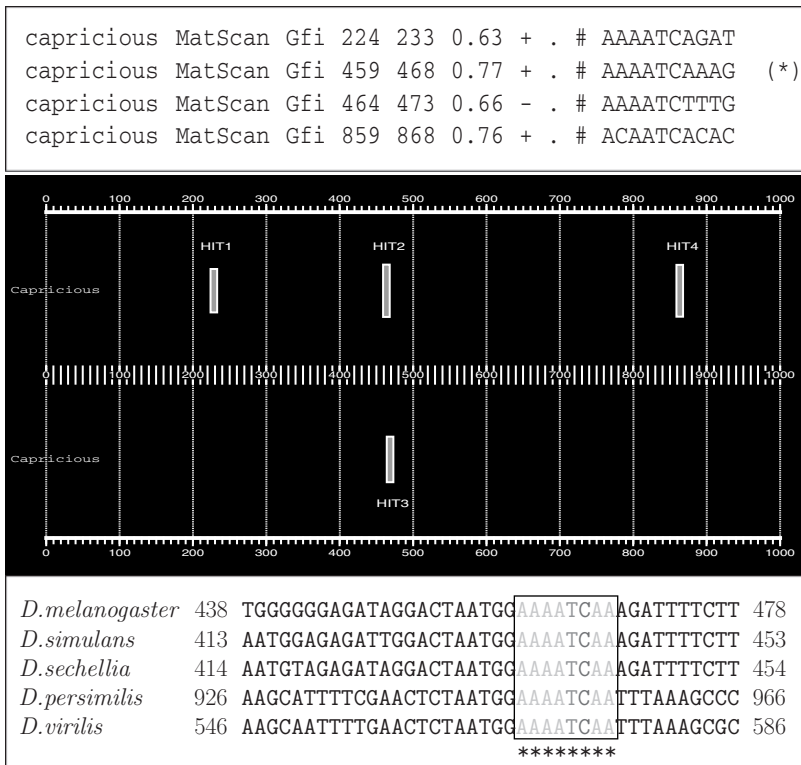 capricious MatScan Gfi 224 233 0.63 + . # AAAATCAGAT
capricious MatScan Gfi 459 468 0.77 + . # AAAATCAAAG (*)
capricious MatScan Gfi 464 473 0.66 - . # AAAATCTTTG
capricious MatScan Gfi 859 868 0.76 + . # ACAATCACAC
0 100 200 300 400 500 600 700 800 900 1000
HIT1 HIT2 HIT4
Capricious
0 100 200 300 400 500 600 700 800 900 1000
Capricious
HIT3
0 100 200 300 400 500 600 700 800 900 1000
D.melanogaster 438 TGGGGGGAGATAGGACTAATGGAAAATCAAAGATTTTCTT 478
D.simulans 413 AATGGAGAGATTGGACTAATGGAAAATCAAAGATTTTCTT 453
D.sechellia 414 AATGTAGAGATAGGACTAATGGAAAATCAAAGATTTTCTT 454
D.persimilis 926 AAGCATTTTCGAACTCTAATGGAAAATCAATTTAAAGCCC 966
D.virilis 546 AAGCAATTTTGAACTCTAATGGAAAATCAATTTAAAGCGC 586
********